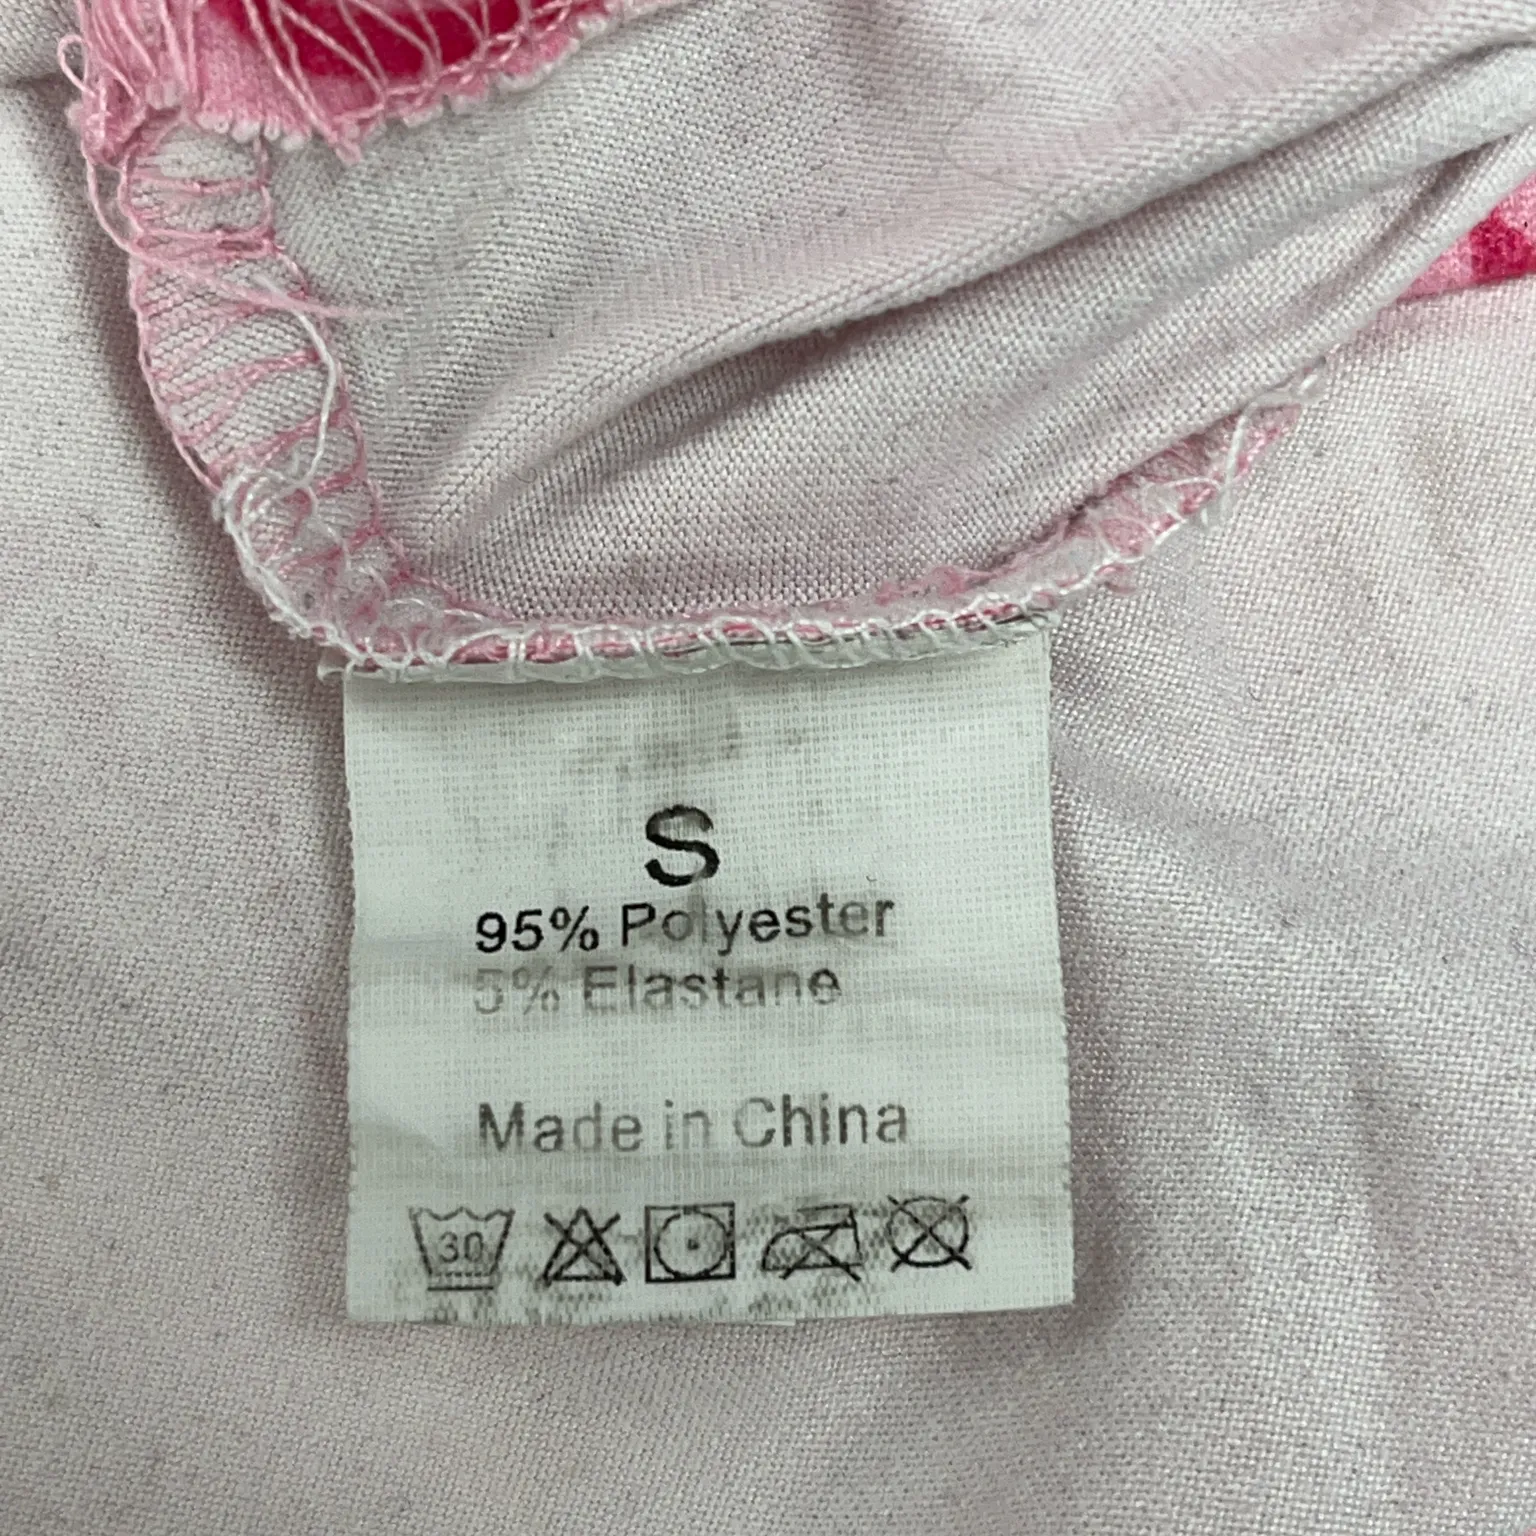 S
95% Polyester
5% Elastane
Made in China
30